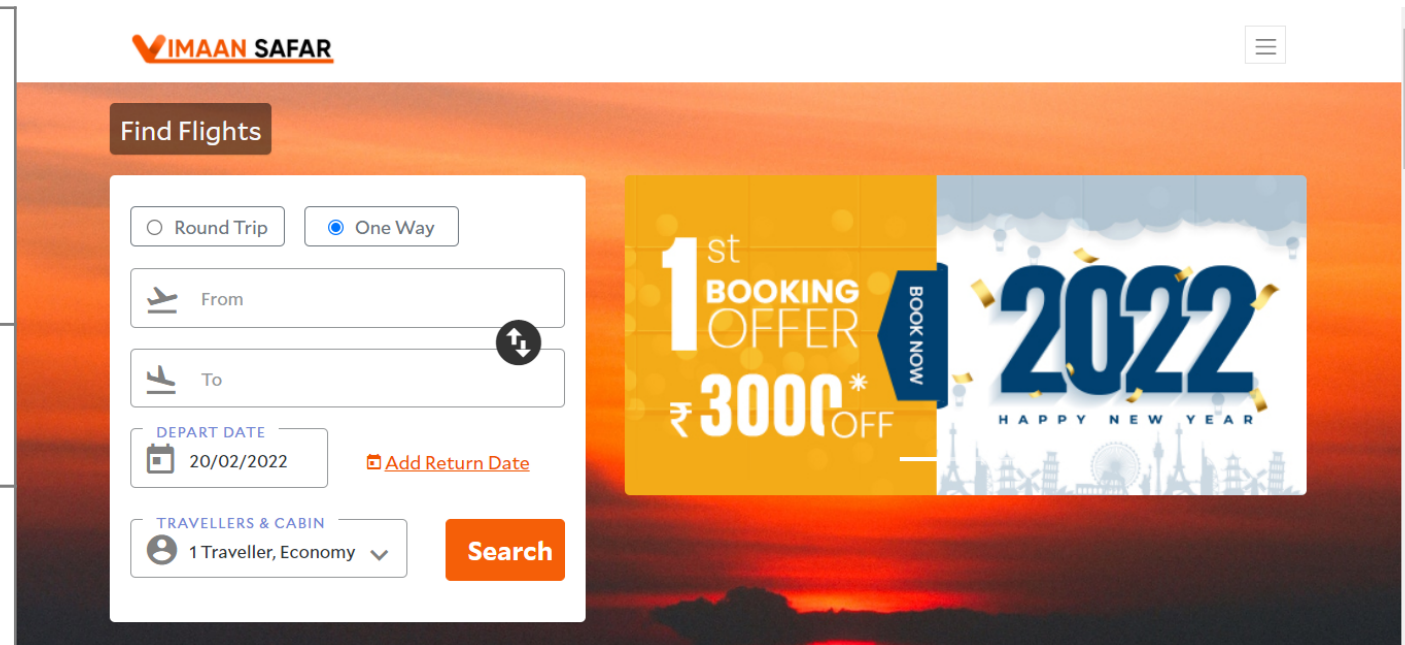 VIMAAN SAFAR
Find Flights
Round Trip
One Way
From
To
DEPART DATE
20/02/2022
Add Return Date
TRAVELLERS & CABIN
1 Traveller, Economy
Search
1st
BOOKING
OFFER
₹ 3000* OFF
BOOK NOW
2022
HAPPY NEW YEAR